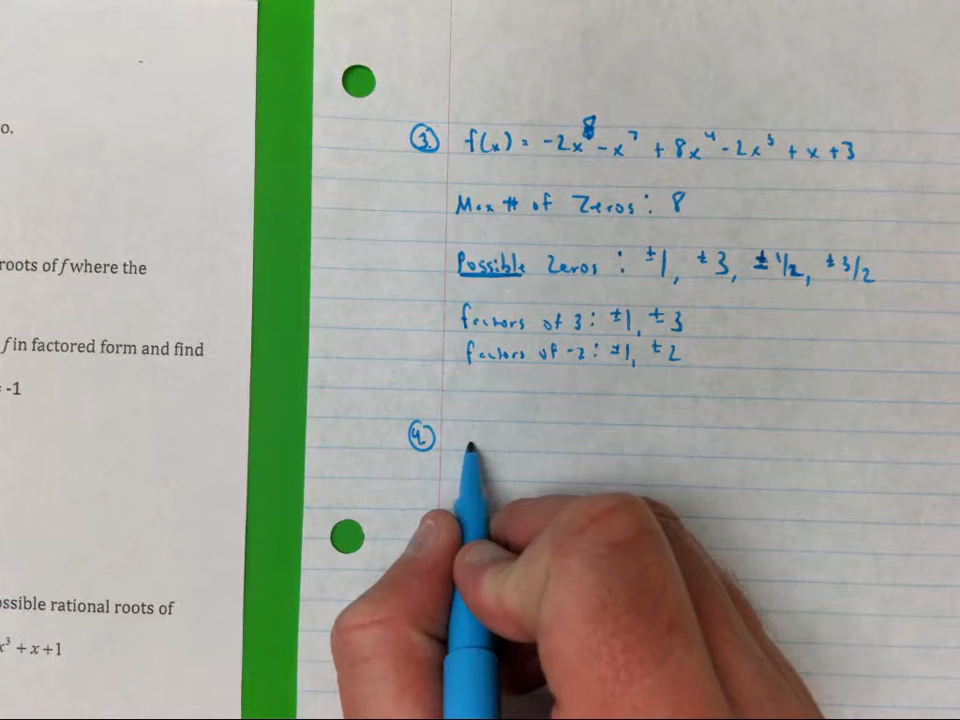 o.
roots of f where the
f in factored form and find
= -1
ossible rational roots of
x³ + x + 1
③ f(x) = -2x⁸ - x⁷ + 8x⁴ - 2x³ + x + 3
Max # of Zeros : 8
Possible Zeros : ±1, ±3, ±1/2, ±3/2
factors of 3 : ±1, ±3
factors of -2 : ±1, ±2
④